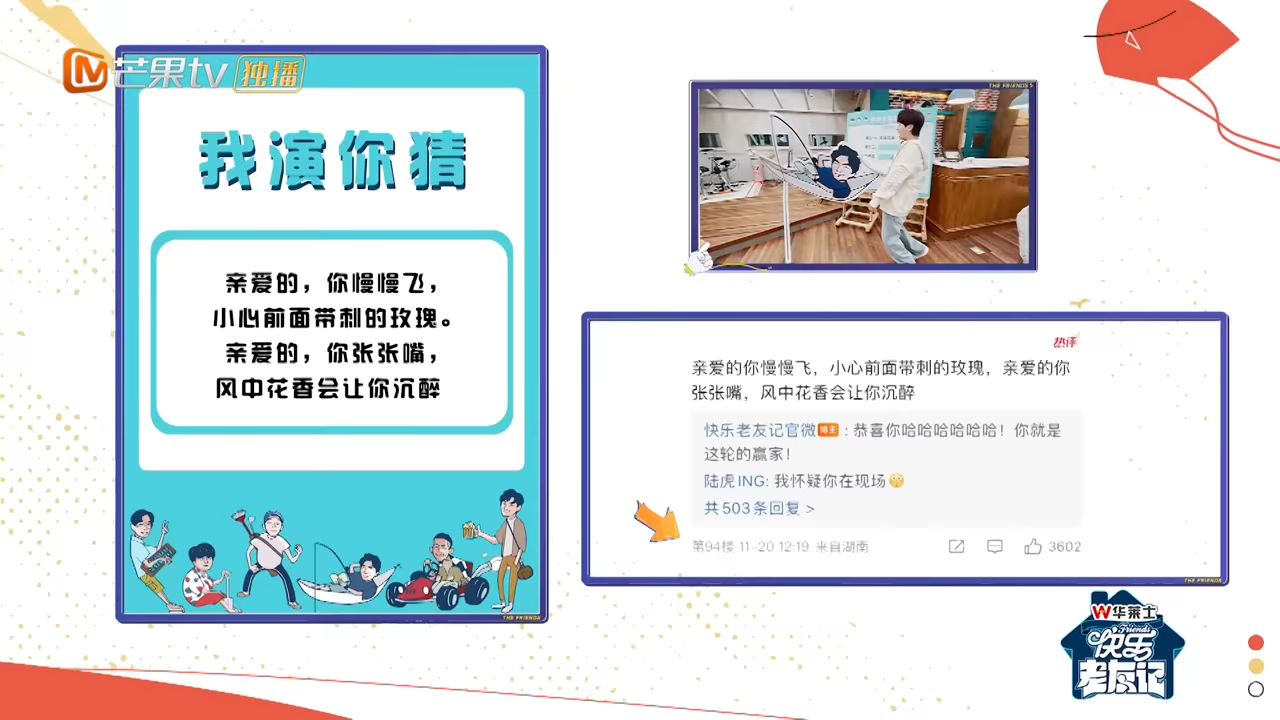 芒果tv 独播
我演你猜
亲爱的，你慢慢飞，
小心前面带刺的玫瑰。
亲爱的，你张张嘴，
风中花香会让你沉醉
THE FRIENDS
THE FRIENDS
热评
亲爱的你慢慢飞，小心前面带刺的玫瑰，亲爱的你
张张嘴，风中花香会让你沉醉
快乐老友记官微 博主：恭喜你哈哈哈哈哈哈！你就是
这轮的赢家！
陆虎ING: 我怀疑你在现场
共503条回复 >
第94楼 11-20 12:19 来自湖南
3602
THE FRIENDS
华莱士
Friends
快乐
老友记